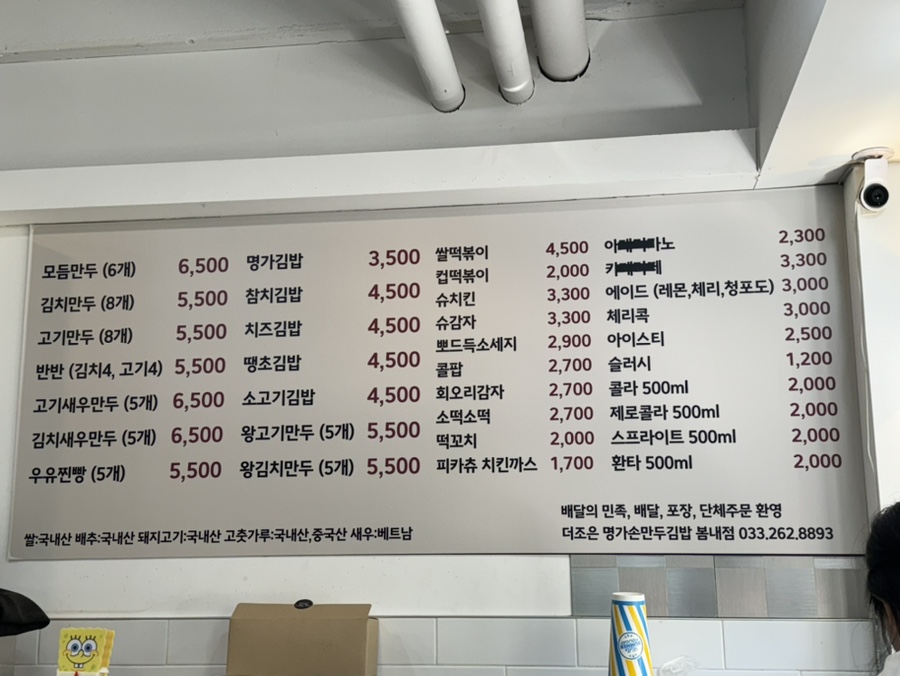 모듬만두 (6개) 6,500
김치만두 (8개) 5,500
고기만두 (8개) 5,500
반반 (김치4, 고기4) 5,500
고기새우만두 (5개) 6,500
김치새우만두 (5개) 6,500
우유찐빵 (5개) 5,500
명가김밥 3,500
참치김밥 4,500
치즈김밥 4,500
땡초김밥 4,500
소고기김밥 4,500
왕고기만두 (5개) 5,500
왕김치만두 (5개) 5,500
쌀떡볶이 4,500
컵떡볶이 2,000
슈치킨 3,300
슈감자 3,300
뽀드득소세지 2,900
콜팝 2,700
회오리감자 2,700
소떡소떡 2,700
떡꼬치 2,000
피카츄 치킨까스 1,700
2,300
3,300
에이드 (레몬,체리,청포도) 3,000
체리콕 3,000
아이스티 2,500
슬러시 1,200
콜라 500ml 2,000
제로콜라 500ml 2,000
스프라이트 500ml 2,000
환타 500ml 2,000
배달의 민족, 배달, 포장, 단체주문 환영
더조은 명가손만두김밥 봄내점 033.262.8893
쌀:국내산 배추:국내산 돼지고기:국내산 고춧가루:국내산,중국산 새우:베트남